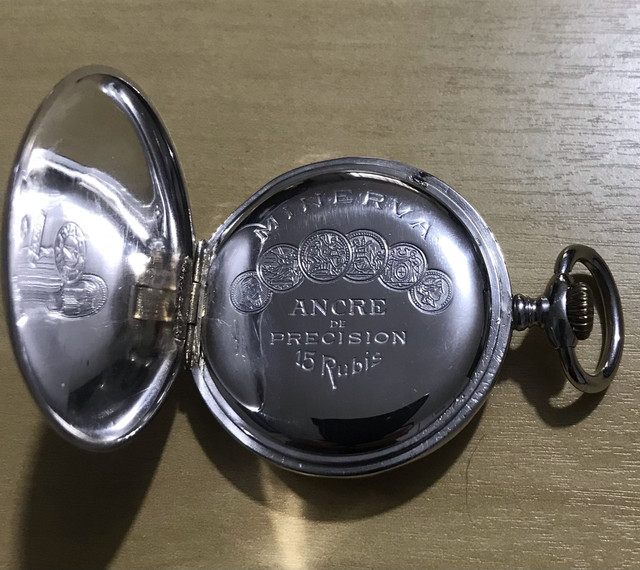 MINERVA
ANCRE
DE
PRECISION
15 Rubis